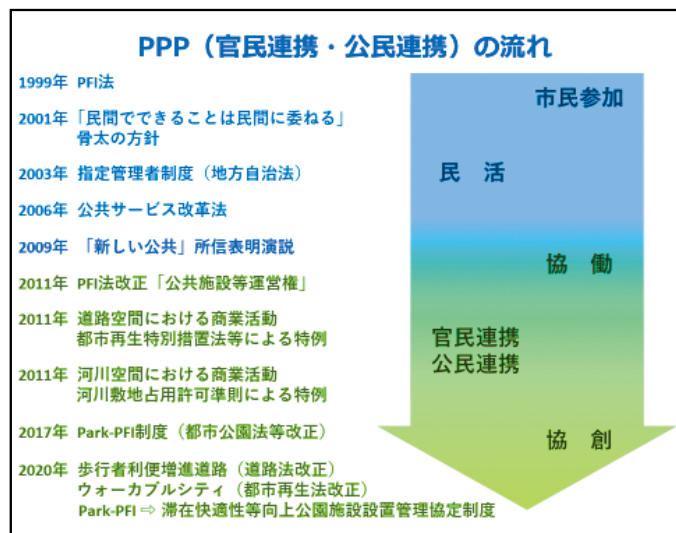 PPP（官民連携・公民連携）の流れ
1999年 PFI法
2001年「民間でできることは民間に委ねる」
骨太の方針
2003年 指定管理者制度（地方自治法）
2006年 公共サービス改革法
2009年 「新しい公共」所信表明演説
2011年 PFI法改正「公共施設等運営権」
2011年 道路空間における商業活動
都市再生特別措置法等による特例
2011年 河川空間における商業活動
河川敷地占用許可準則による特例
2017年 Park-PFI制度（都市公園法等改正）
2020年 歩行者利便増進道路（道路法改正）
ウォーカブルシティ（都市再生法改正）
Park-PFI ⇨ 滞在快適性等向上公園施設設置管理協定制度
市民参加
民　活
協　働
官民連携
公民連携
協　創